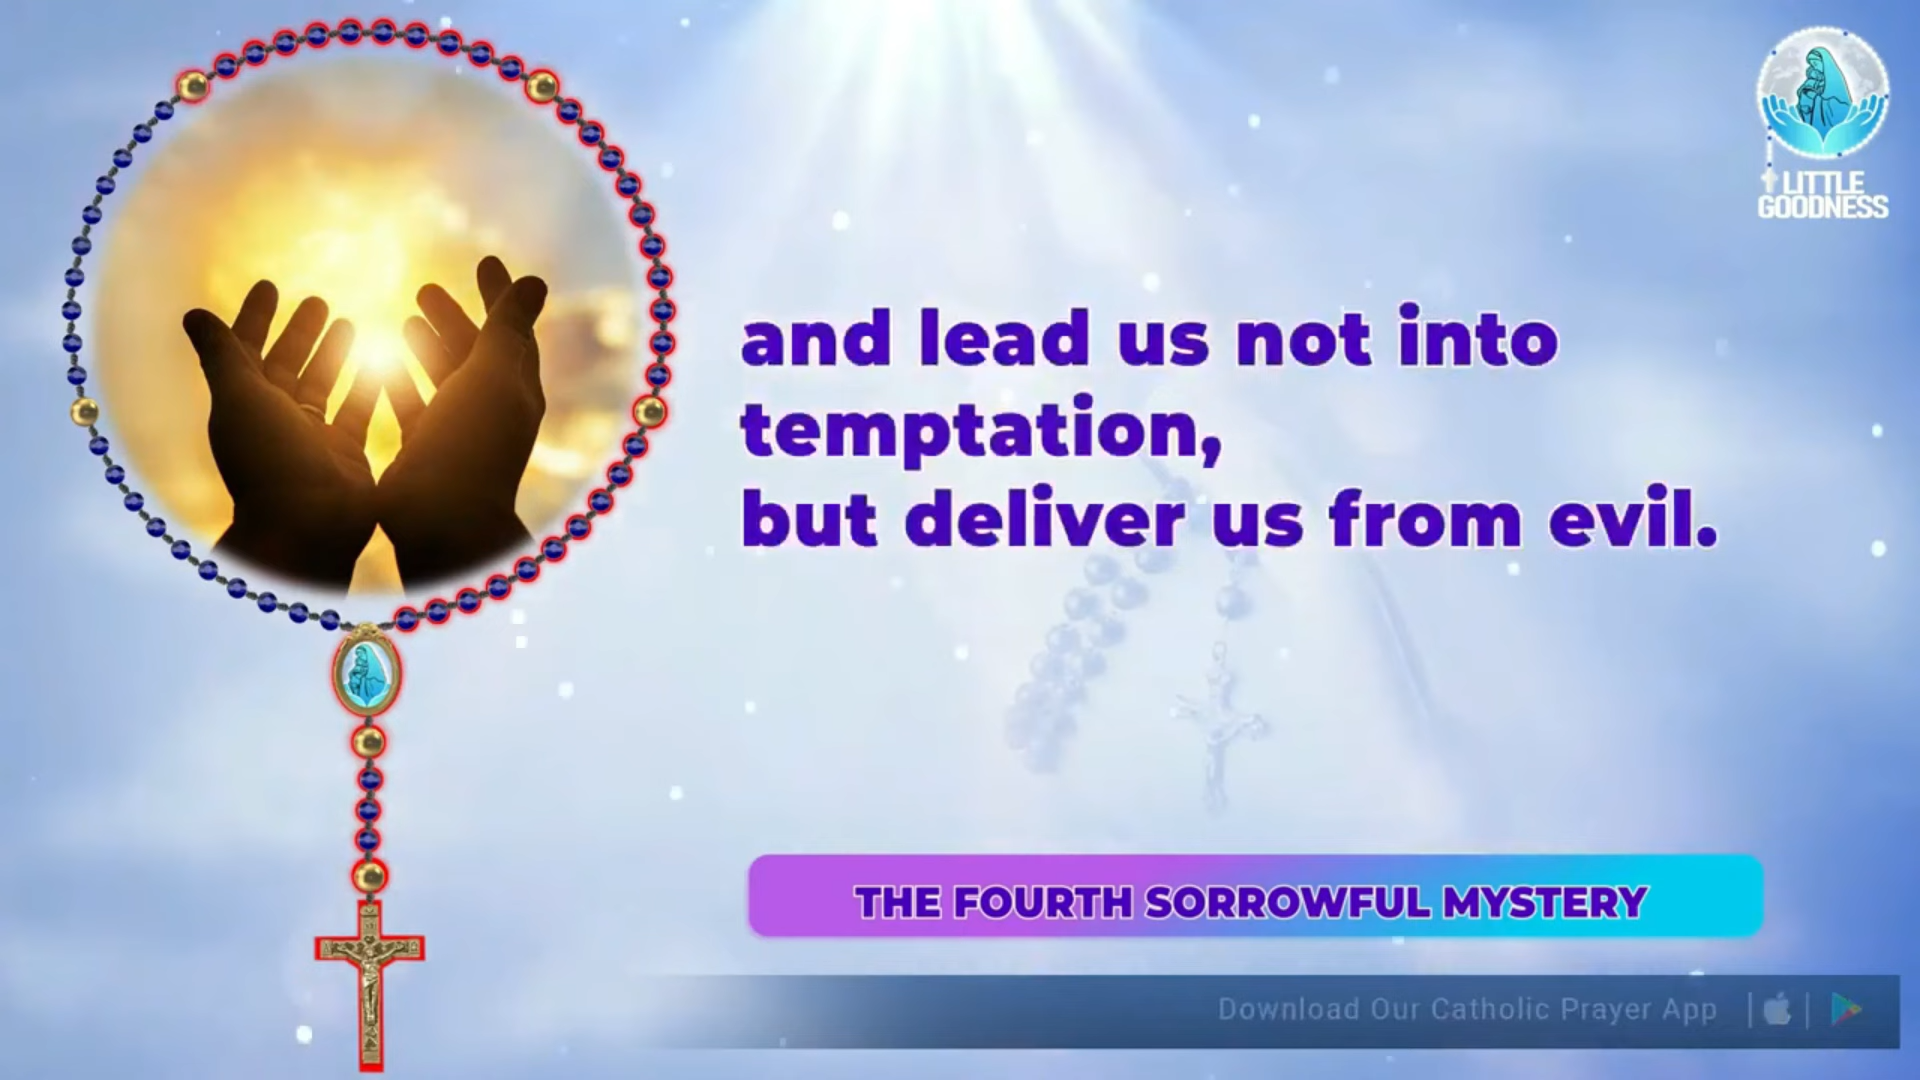 LITTLE
GOODNESS
and lead us not into
temptation,
but deliver us from evil.
THE FOURTH SORROWFUL MYSTERY
Download Our Catholic Prayer App